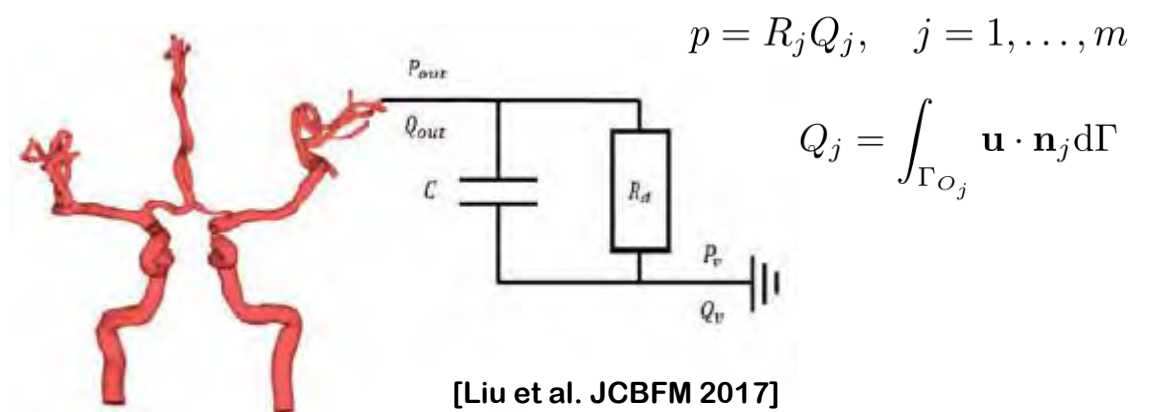 p = R_j Q_j, j = 1, . . . , m
P_out
Q_out
Q_j = ∫_{Γ_{O_j}} u · n_j dΓ
C
R_d
P_v
Q_v
[Liu et al. JCBFM 2017]